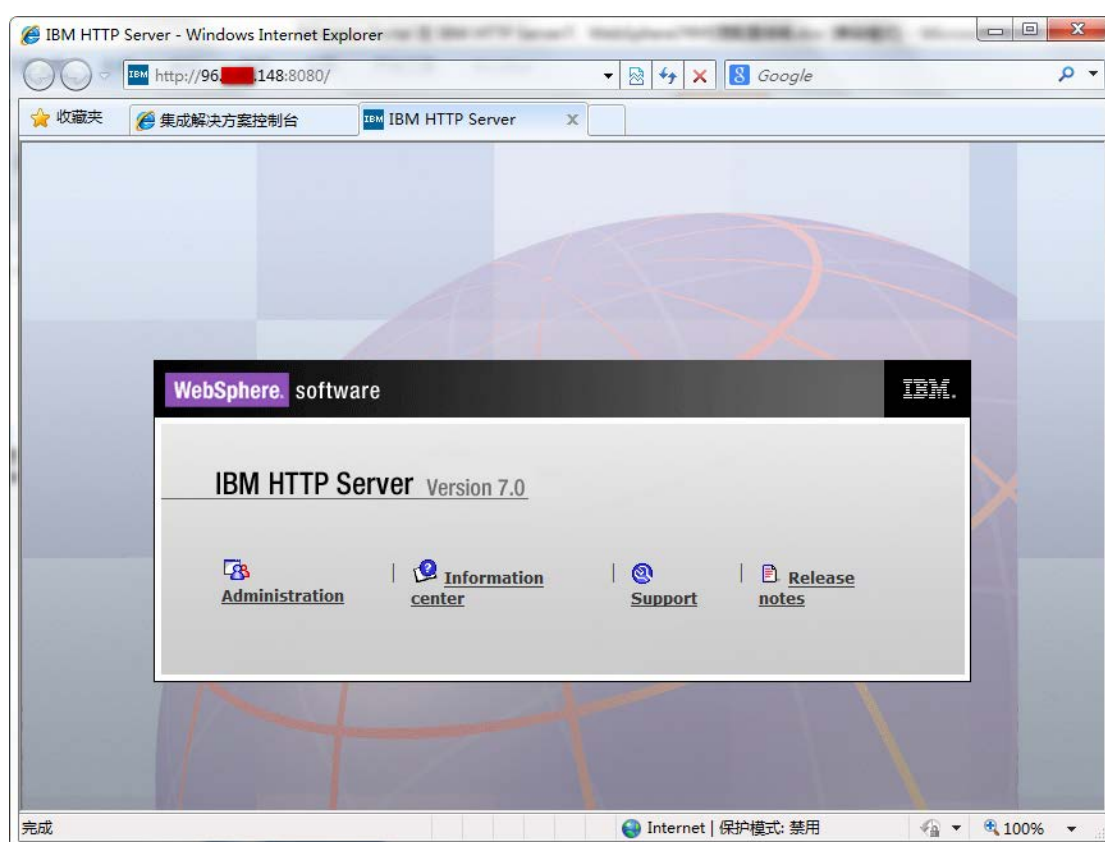 IBM HTTP Server - Windows Internet Explorer
http://96. .148:8080/
Google
收藏夹
集成解决方案控制台
IBM HTTP Server
WebSphere. software
IBM.
IBM HTTP Server Version 7.0
Administration
| Information center
| Support
| Release notes
完成
Internet | 保护模式: 禁用
100%